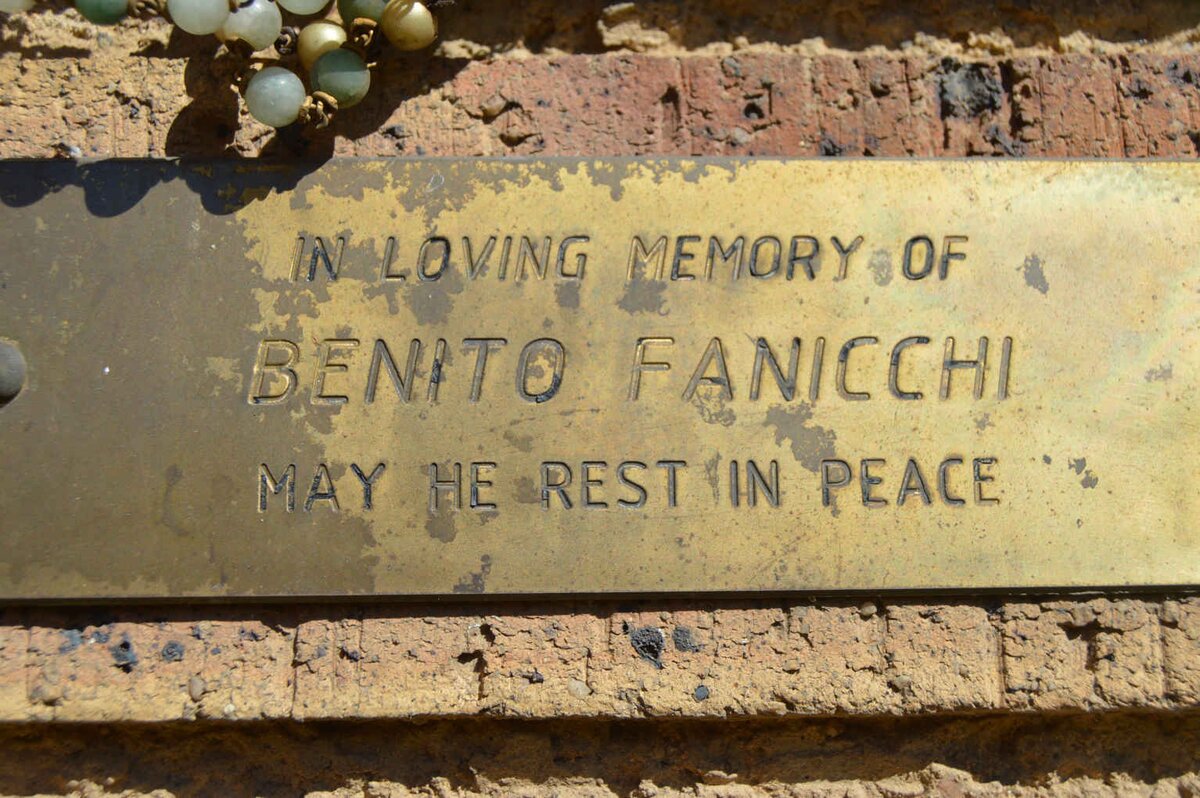 IN LOVING MEMORY OF
BENITO FANICCHI
MAY HE REST IN PEACE